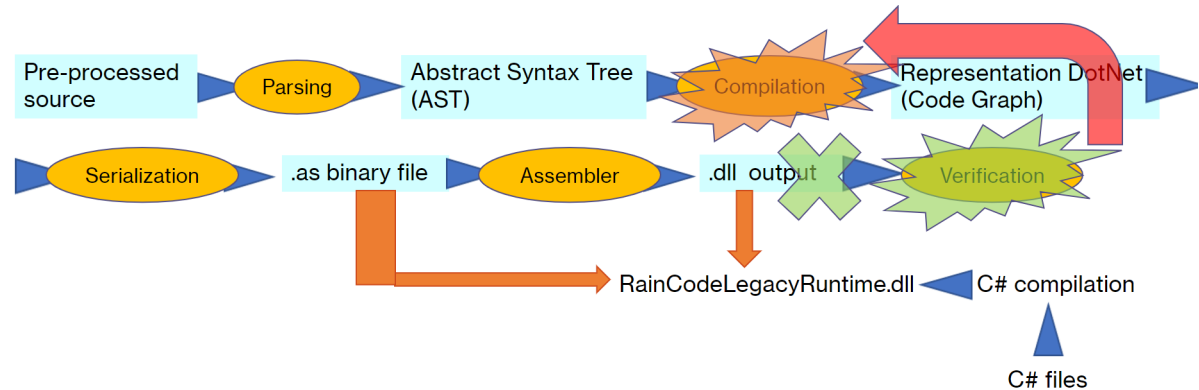 Pre-processed
source
Parsing
Abstract Syntax Tree
(AST)
Compilation
Representation DotNet
(Code Graph)
Serialization
.as binary file
Assembler
.dll output
Verification
RainCodeLegacyRuntime.dll
C# compilation
C# files